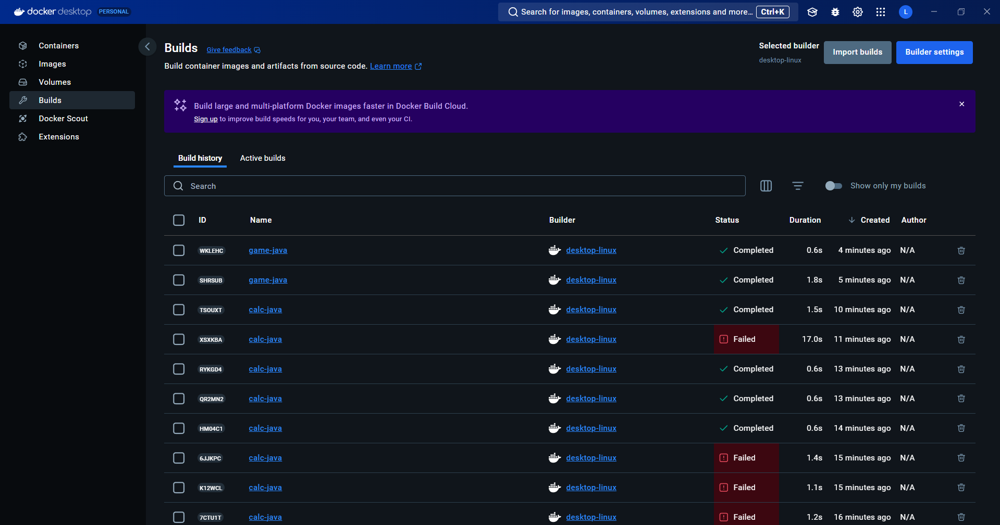 docker desktop PERSONAL
Search for images, containers, volumes, extensions and more... Ctrl+K
L
Containers
Images
Volumes
Builds
Docker Scout
Extensions
Builds Give feedback
Build container images and artifacts from source code. Learn more
Selected builder
desktop-linux
Import builds
Builder settings
Build large and multi-platform Docker images faster in Docker Build Cloud.
Sign up to improve build speeds for you, your team, and even your CI.
Build history Active builds
Search
Show only my builds
ID Name Builder Status Duration Created Author
WKLEHC game-java desktop-linux Completed 0.6s 4 minutes ago N/A
SHRSUB game-java desktop-linux Completed 1.8s 5 minutes ago N/A
TSOUXT calc-java desktop-linux Completed 1.5s 10 minutes ago N/A
XSXKBA calc-java desktop-linux Failed 17.0s 11 minutes ago N/A
RYKGD4 calc-java desktop-linux Completed 0.6s 13 minutes ago N/A
QR2MN2 calc-java desktop-linux Completed 0.6s 13 minutes ago N/A
HM04C1 calc-java desktop-linux Completed 0.6s 14 minutes ago N/A
6JJKPC calc-java desktop-linux Failed 1.4s 15 minutes ago N/A
K12WCL calc-java desktop-linux Failed 1.1s 15 minutes ago N/A
7CTU1T calc-java desktop-linux Failed 1.2s 16 minutes ago N/A